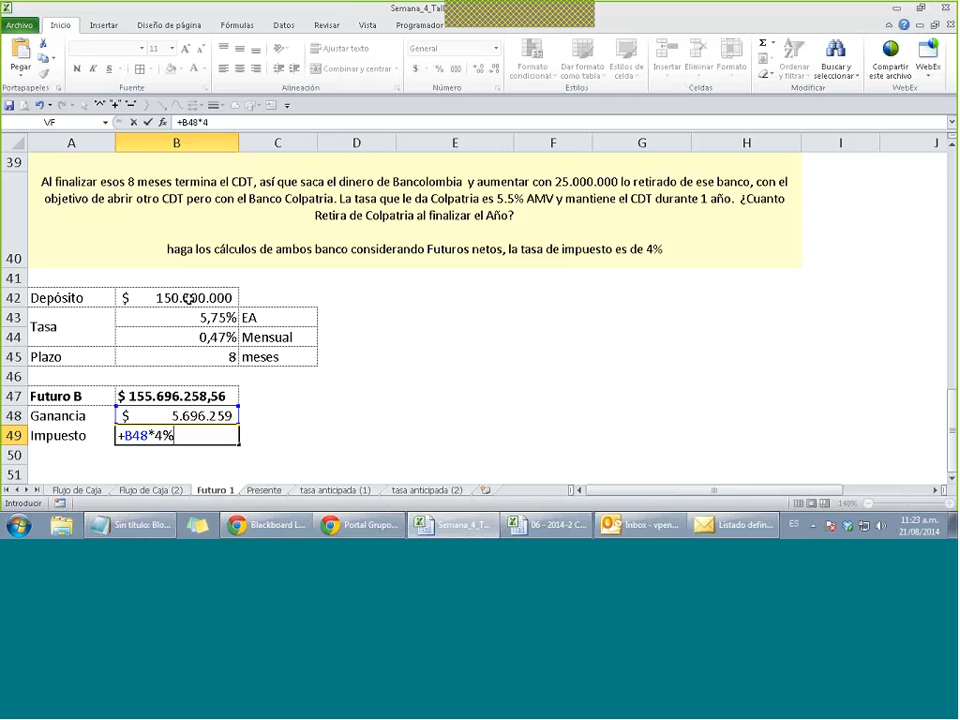 Semana_4_Tal
Archivo Inicio Insertar Diseño de página Fórmulas Datos Revisar Vista Programador
Pegar
Portapapeles
11
N K S
Fuente
Ajustar texto
Combinar y centrar
Alineación
General
$ % 000
Número
Formato condicional
Dar formato como tabla
Estilos de celda
Estilos
Insertar Eliminar Formato
Celdas
Σ
Ordenar y filtrar
Buscar y seleccionar
Modificar
Compartir este archivo
WebEx
WebEx
VF
fx +B48*4
A B C D E F G H I J
39
Al finalizar esos 8 meses termina el CDT, así que saca el dinero de Bancolombia y aumentar con 25.000.000 lo retirado de ese banco, con el
objetivo de abrir otro CDT pero con el Banco Colpatria. La tasa que le da Colpatria es 5.5% AMV y mantiene el CDT durante 1 año. ¿Cuanto
Retira de Colpatria al finalizar el Año?
haga los cálculos de ambos banco considerando Futuros netos, la tasa de impuesto es de 4%
40
41
42 Depósito $ 150.000.000
43 5,75% EA
Tasa
44 0,47% Mensual
45 Plazo 8 meses
46
47 Futuro B $ 155.696.258,56
48 Ganancia $ 5.696.259
49 Impuesto +B48*4%
50
51
Flujo de Caja Flujo de Caja (2) Futuro 1 Presente tasa anticipada (1) tasa anticipada (2)
Introducir 140%
Sin título: Blo... Blackboard L... Portal Grupo... Semana_4_T... 06 - 2014-2 C... Inbox - vpen... Listado defin... ES 11:23 a.m.
21/08/2014